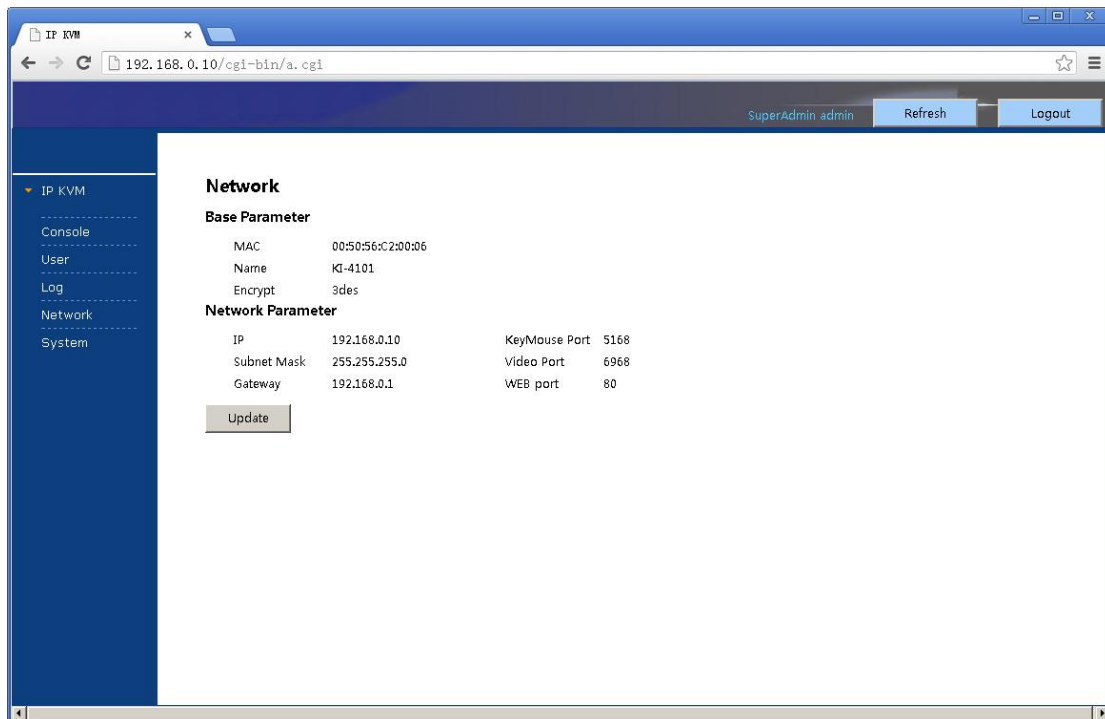 IP KVM
192.168.0.10/cgi-bin/a.cgi
SuperAdmin admin Refresh Logout
IP KVM
Console
User
Log
Network
System
Network
Base Parameter
MAC 00:50:56:C2:00:06
Name KI-4101
Encrypt 3des
Network Parameter
IP 192.168.0.10 KeyMouse Port 5168
Subnet Mask 255.255.255.0 Video Port 6968
Gateway 192.168.0.1 WEB port 80
Update